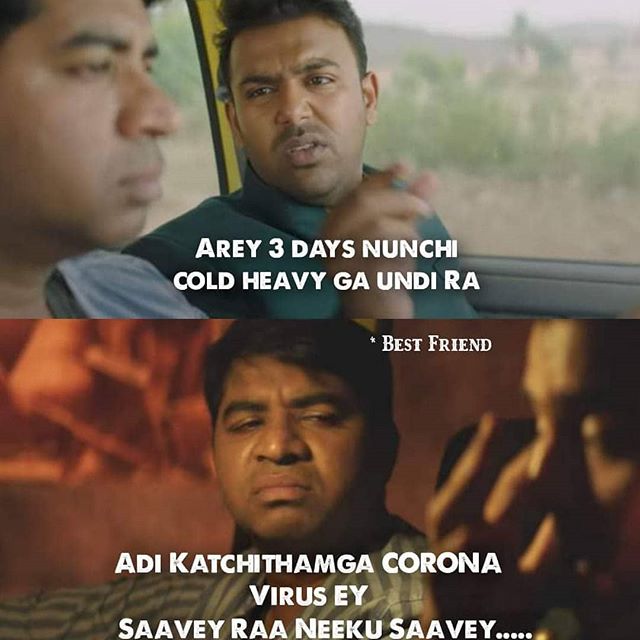 Arey 3 days nunchi
cold heavy ga undi Ra
* Best Friend
Adi Katchithamga CORONA
Virus ey
Saavey Raa Neeku Saavey.....